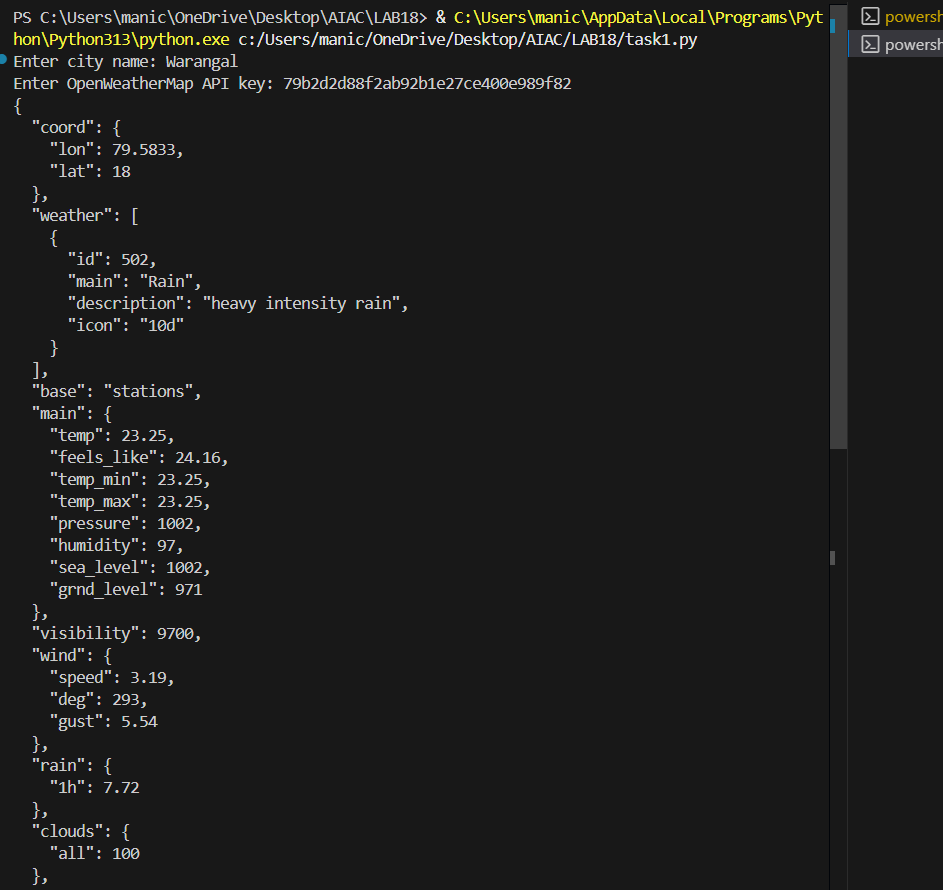 PS C:\Users\manic\OneDrive\Desktop\AIAC\LAB18> & C:\Users\manic\AppData\Local\Programs\Pyt
hon\Python313\python.exe c:/Users/manic/OneDrive/Desktop/AIAC/LAB18/task1.py
Enter city name: Warangal
Enter OpenWeatherMap API key: 79b2d2d88f2ab92b1e27ce400e989f82
{
  "coord": {
    "lon": 79.5833,
    "lat": 18
  },
  "weather": [
    {
      "id": 502,
      "main": "Rain",
      "description": "heavy intensity rain",
      "icon": "10d"
    }
  ],
  "base": "stations",
  "main": {
    "temp": 23.25,
    "feels_like": 24.16,
    "temp_min": 23.25,
    "temp_max": 23.25,
    "pressure": 1002,
    "humidity": 97,
    "sea_level": 1002,
    "grnd_level": 971
  },
  "visibility": 9700,
  "wind": {
    "speed": 3.19,
    "deg": 293,
    "gust": 5.54
  },
  "rain": {
    "1h": 7.72
  },
  "clouds": {
    "all": 100
  },
powersh
powersh